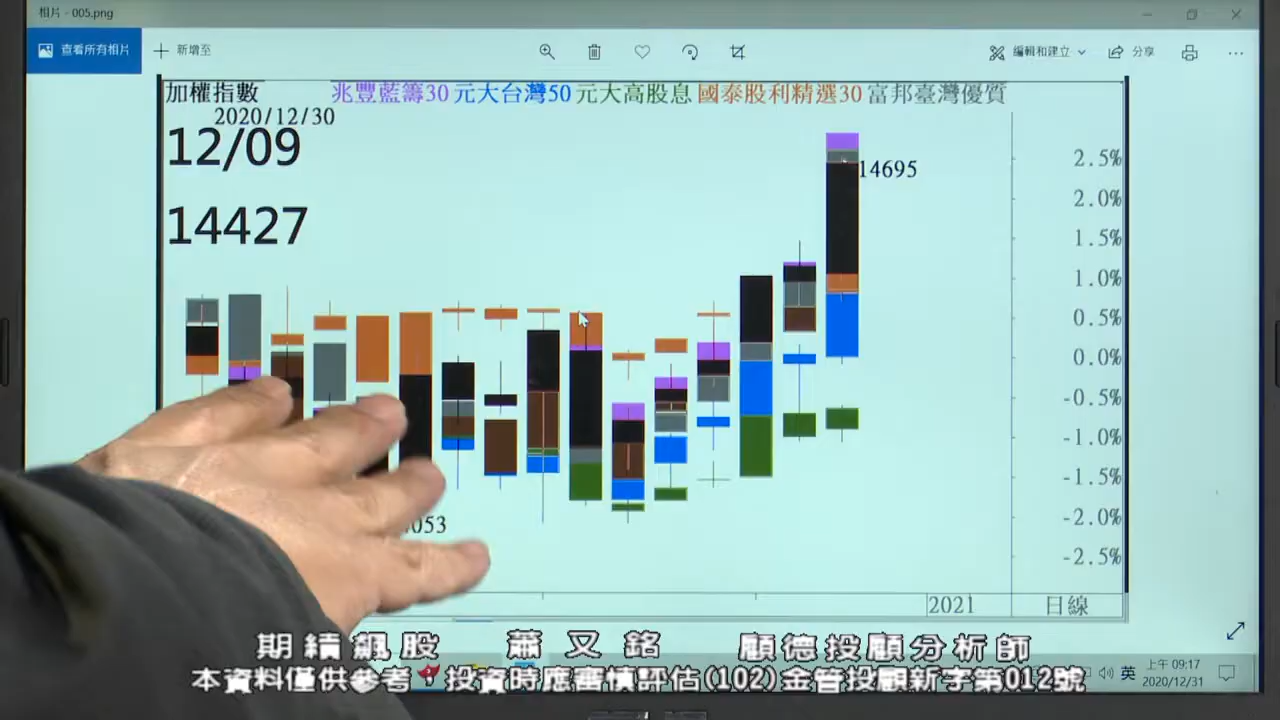 相片 - 005.png
查看所有相片 新增至 編輯和建立 分享
加權指數 兆豐藍籌30 元大台灣50 元大高股息 國泰股利精選30 富邦臺灣優質
2020/12/30
12/09
14427
14695
2.5%
2.0%
1.5%
1.0%
0.5%
0.0%
-0.5%
-1.0%
-1.5%
-2.0%
-2.5%
053
2021 日線
期績飆股 蕭又銘 顧德投顧分析師
本資料僅供參考 投資時應審慎評估(102)金管投顧新字第012號
英 上午 09:17
2020/12/31